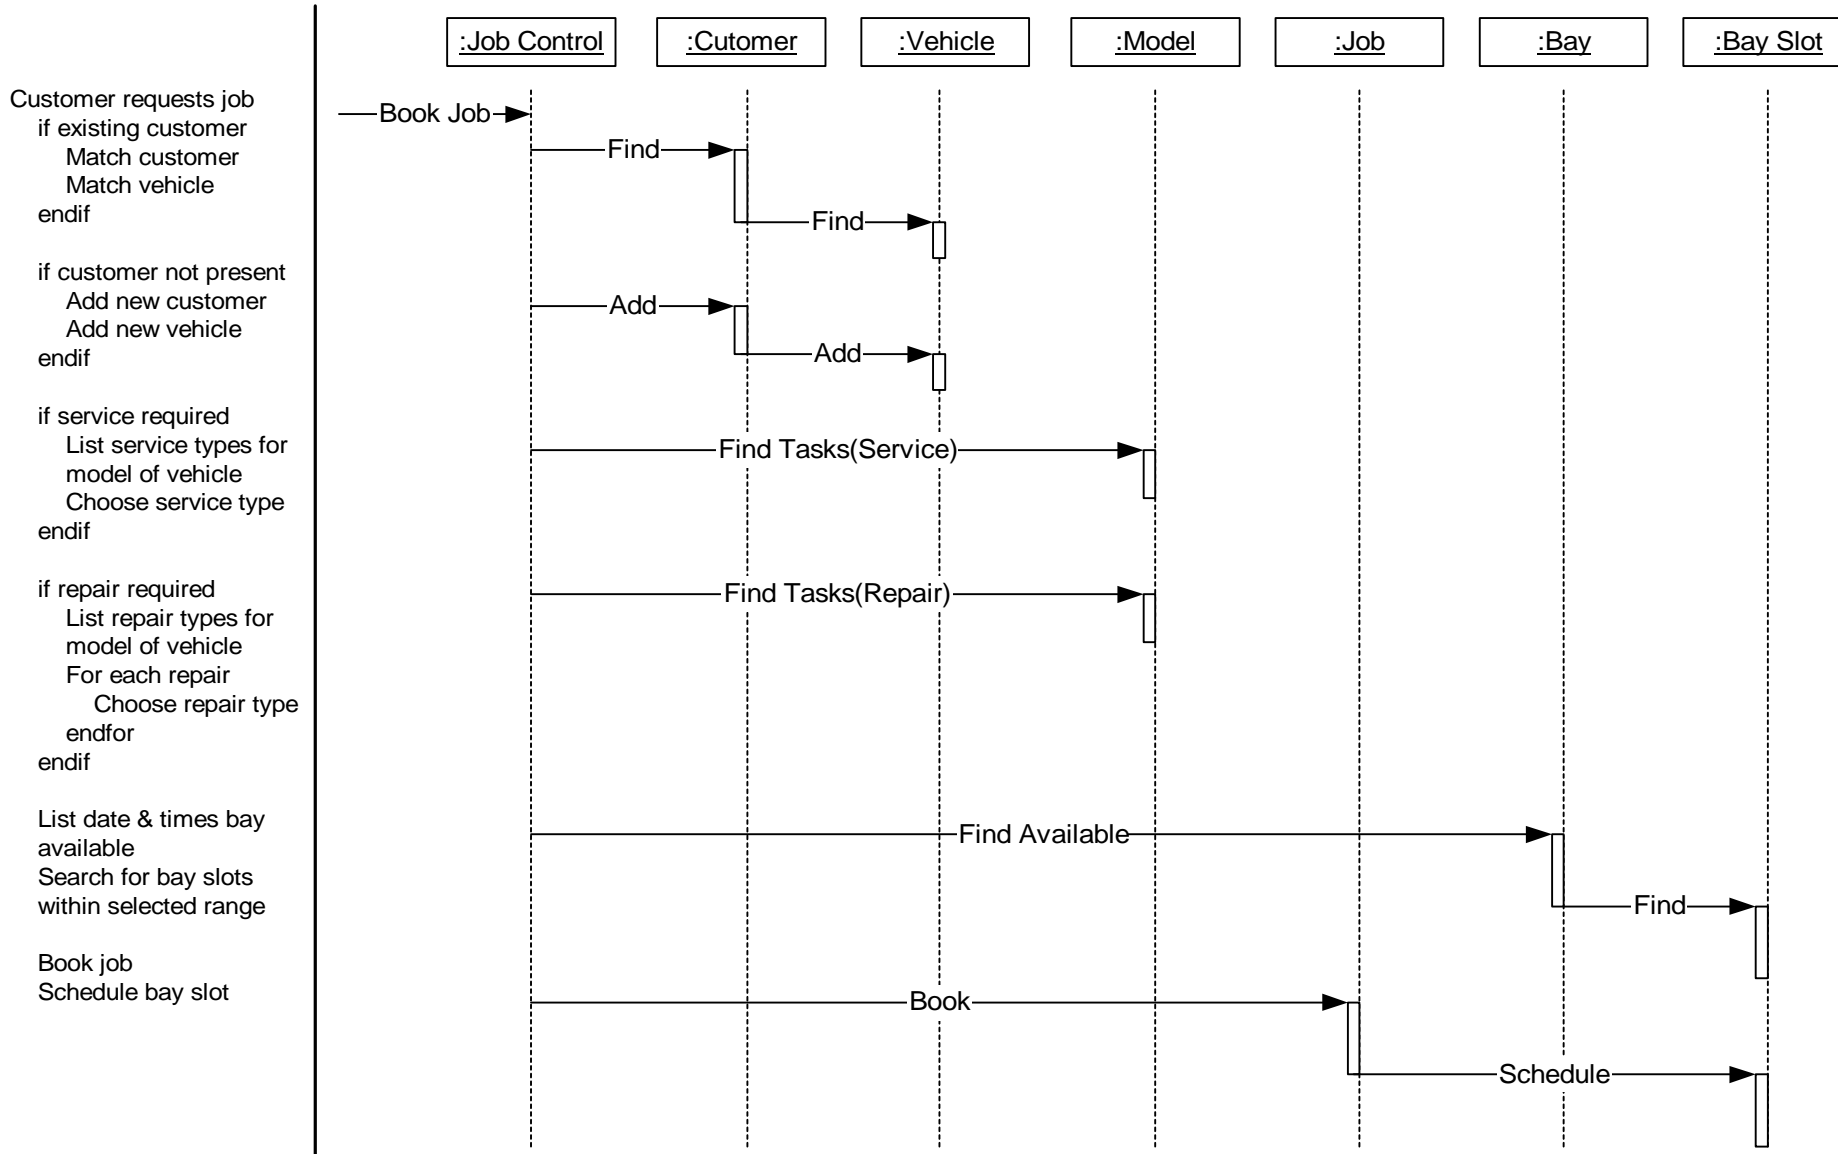 :Job Control
:Cutomer
:Vehicle
:Model
:Job
:Bay
:Bay Slot
Customer requests job
if existing customer
Match customer
Match vehicle
endif
if customer not present
Add new customer
Add new vehicle
endif
if service required
List service types for
model of vehicle
Choose service type
endif
if repair required
List repair types for
model of vehicle
For each repair
Choose repair type
endfor
endif
List date & times bay
available
Search for bay slots
within selected range
Book job
Schedule bay slot
Book Job
Find
Find
Add
Add
Find Tasks(Service)
Find Tasks(Repair)
Find Available
Find
Book
Schedule